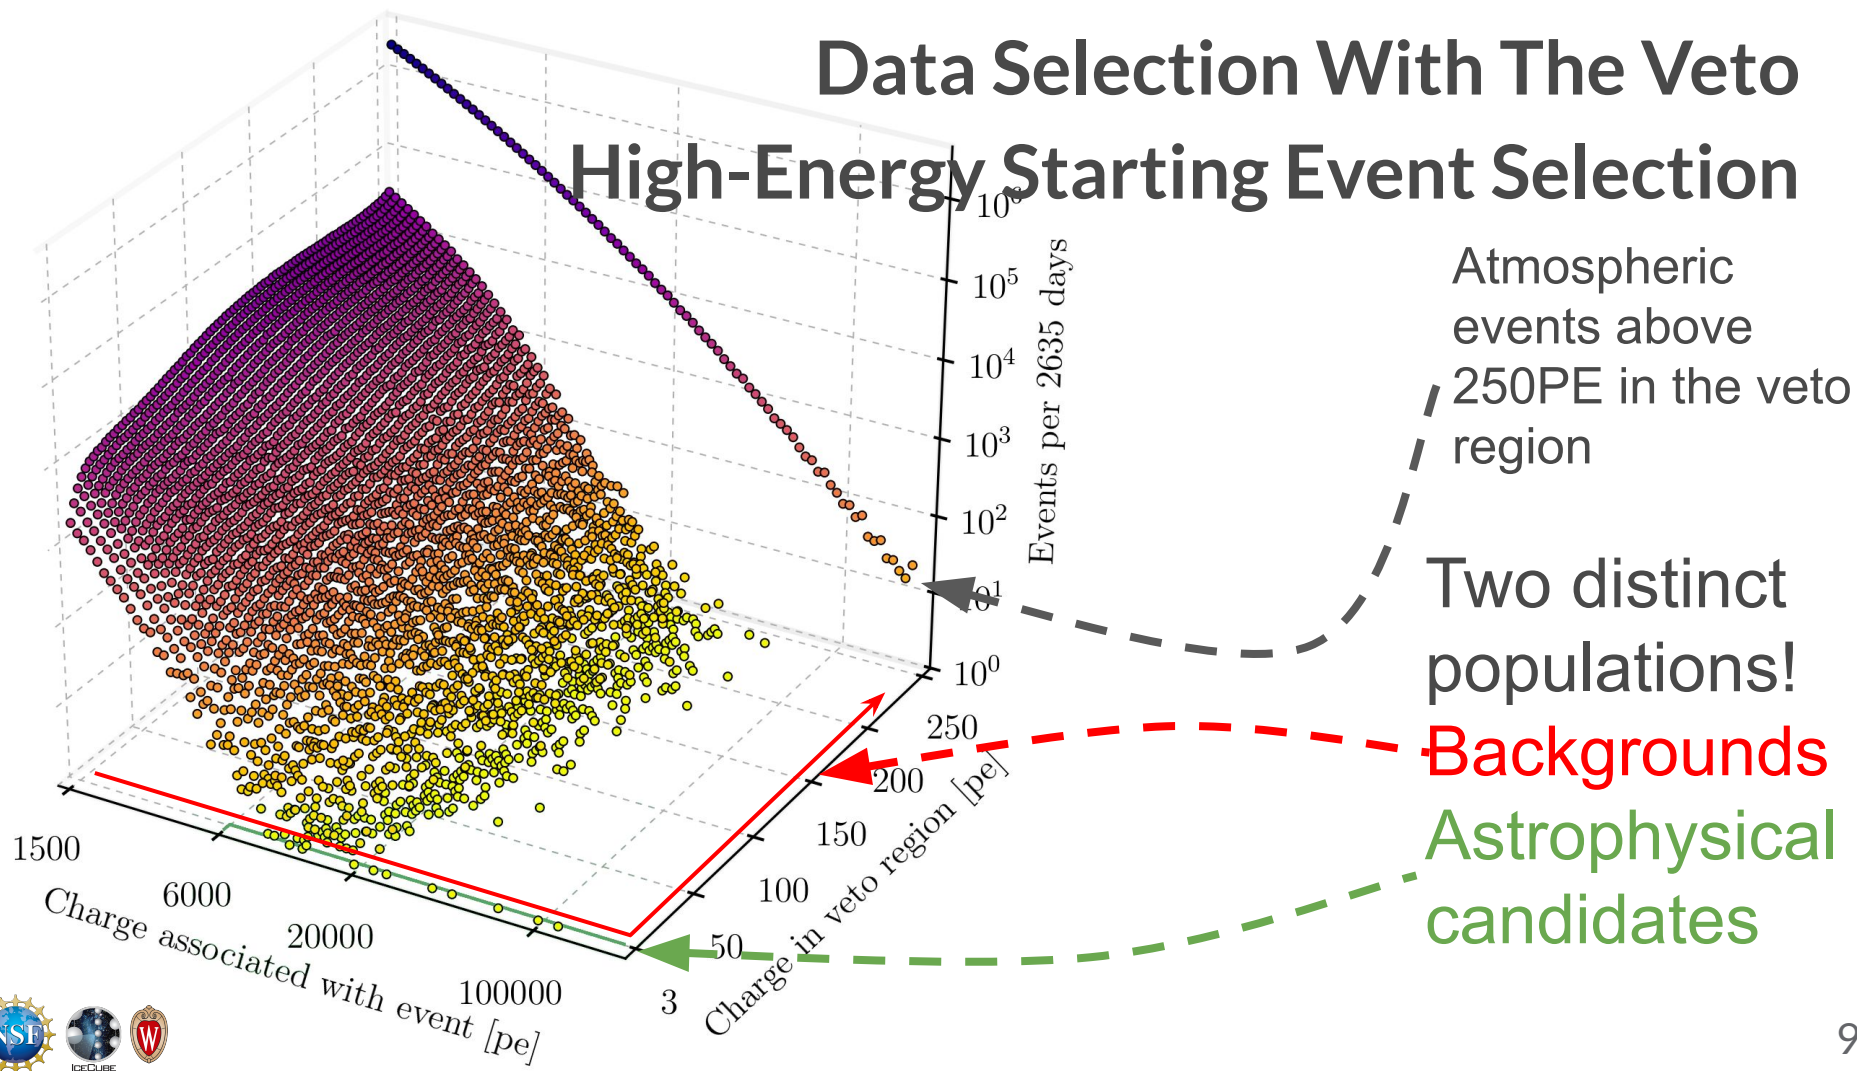 Data Selection With The Veto
High-Energy Starting Event Selection
10⁶
10⁵
10⁴
10³
10²
10¹
10⁰
Events per 2635 days
Atmospheric
events above
250PE in the veto
region
Two distinct
populations!
Backgrounds
Astrophysical
candidates
250
200
150
100
50
3
Charge in veto region [pe]
1500
6000
20000
100000
Charge associated with event [pe]
NSF
ICECUBE
W
9